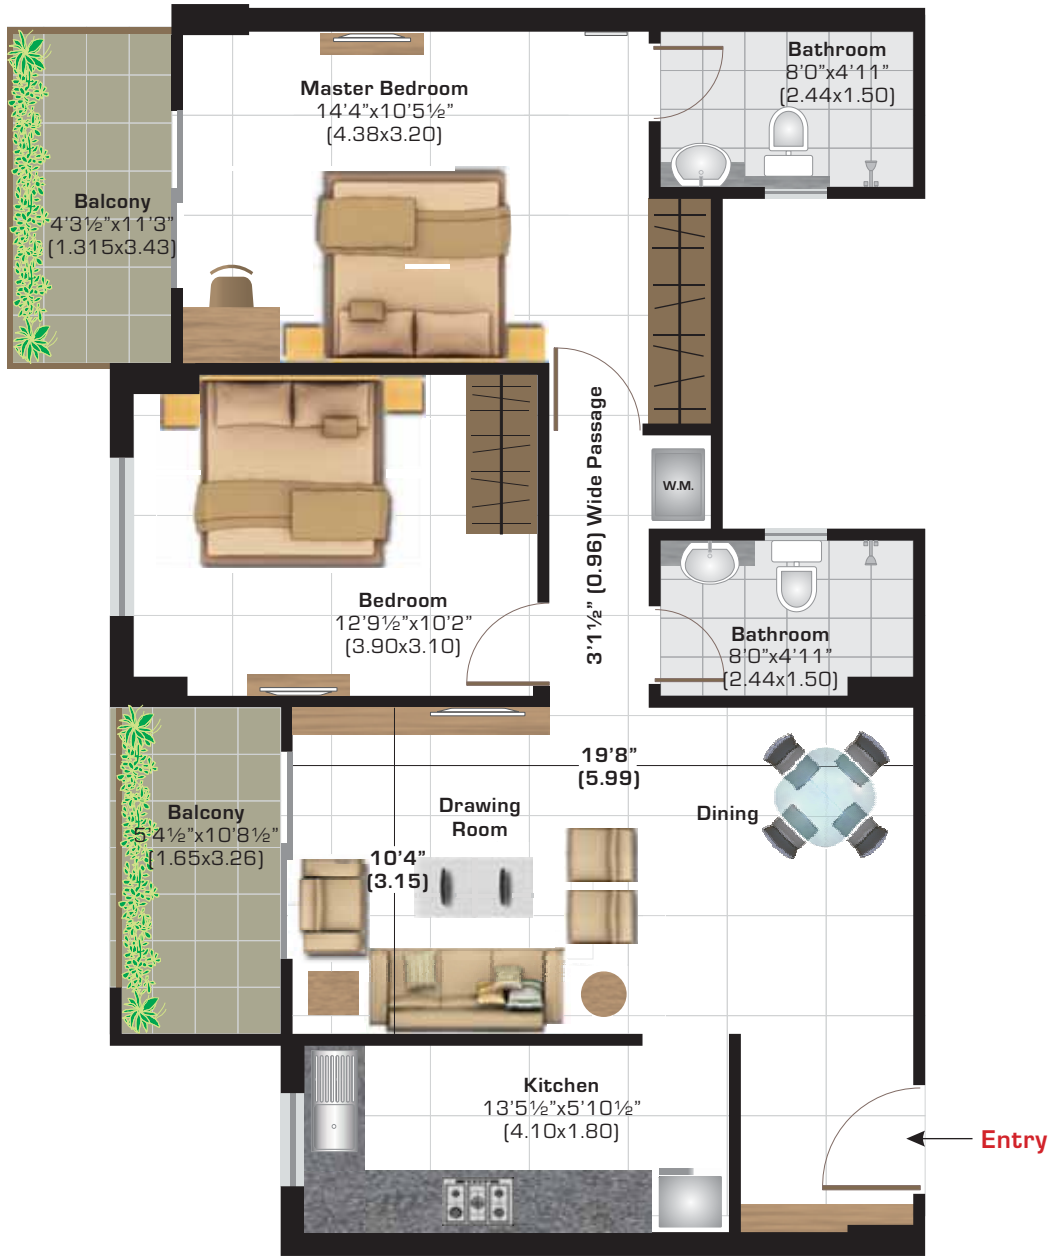 Bathroom
8'0"x4'11"
(2.44x1.50)
Master Bedroom
14'4"x10'5½"
(4.38x3.20)
Balcony
4'3½"x11'3"
(1.315x3.43)
3'1½" (0.96) Wide Passage
W.M.
Bedroom
12'9½"x10'2"
(3.90x3.10)
Bathroom
8'0"x4'11"
(2.44x1.50)
19'8"
(5.99)
Drawing
Room
Dining
Balcony
5'4½"x10'8½"
(1.65x3.26)
10'4"
(3.15)
Kitchen
13'5½"x5'10½"
(4.10x1.80)
Entry